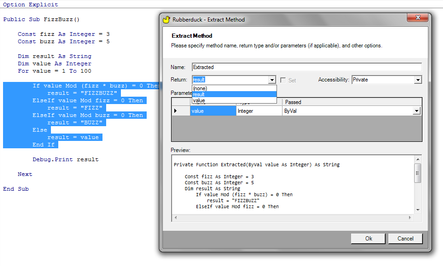 Option Explicit
Public Sub FizzBuzz()
Const fizz As Integer = 3
Const buzz As Integer = 5
Dim result As String
Dim value As Integer
For value = 1 To 100
If value Mod (fizz * buzz) = 0 Then
result = "FIZZBUZZ"
ElseIf value Mod fizz = 0 Then
result = "FIZZ"
ElseIf value Mod buzz = 0 Then
result = "BUZZ"
Else
result = value
End If
Debug.Print result
Next
End Sub
Rubberduck - Extract Method
Extract Method
Please specify method name, return type and/or parameters (if applicable), and other options.
Name: Extracted
Return: result Set Accessibility: Private
(none)
result
value
Parameters
Passed
value Integer ByVal
Preview:
Private Function Extracted(ByVal value As Integer) As String
Const fizz As Integer = 3
Const buzz As Integer = 5
Dim result As String
If value Mod (fizz * buzz) = 0 Then
result = "FIZZBUZZ"
ElseIf value Mod fizz = 0 Then
Ok Cancel